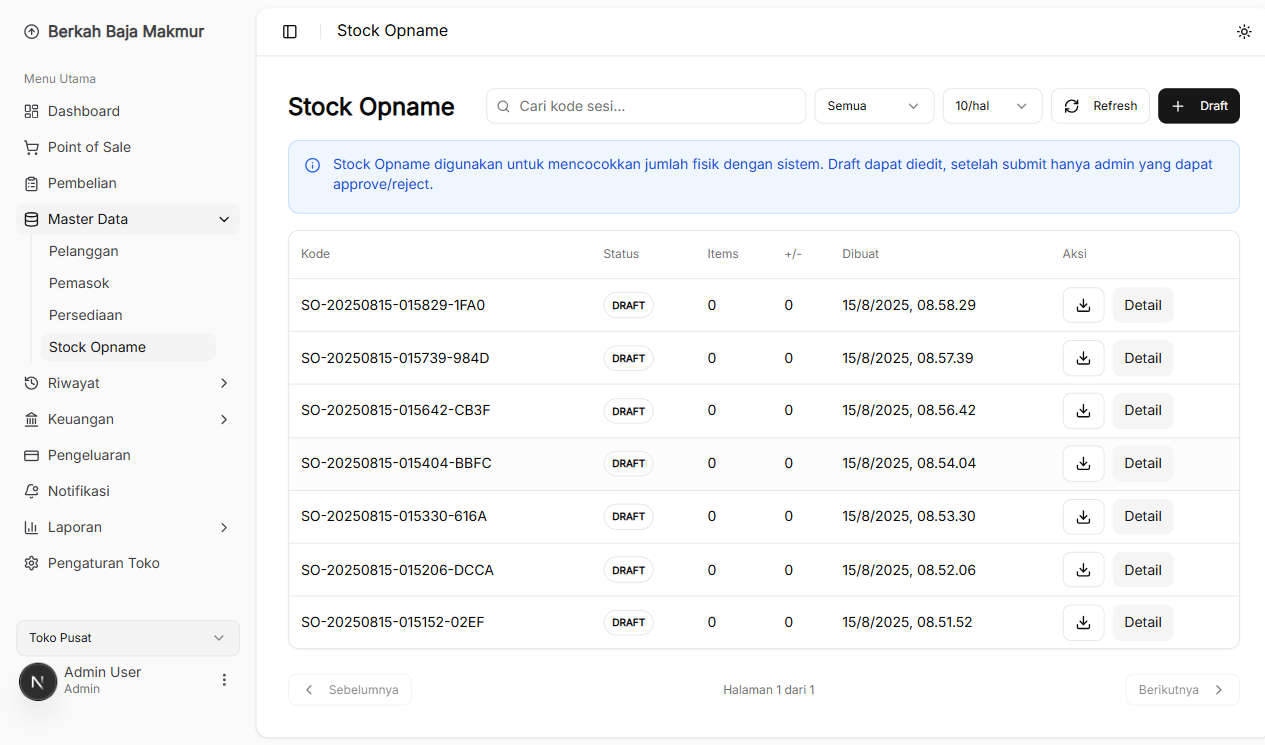 Berkah Baja Makmur
Menu Utama
Dashboard
Point of Sale
Pembelian
Master Data
Pelanggan
Pemasok
Persediaan
Stock Opname
Riwayat
Keuangan
Pengeluaran
Notifikasi
Laporan
Pengaturan Toko
Toko Pusat
N
Admin User
Admin
Stock Opname
Stock Opname Cari kode sesi... Semua 10/hal Refresh + Draft
Stock Opname digunakan untuk mencocokkan jumlah fisik dengan sistem. Draft dapat diedit, setelah submit hanya admin yang dapat
approve/reject.
Kode Status Items +/- Dibuat Aksi
SO-20250815-015829-1FA0 DRAFT 0 0 15/8/2025, 08.58.29 Detail
SO-20250815-015739-984D DRAFT 0 0 15/8/2025, 08.57.39 Detail
SO-20250815-015642-CB3F DRAFT 0 0 15/8/2025, 08.56.42 Detail
SO-20250815-015404-BBFC DRAFT 0 0 15/8/2025, 08.54.04 Detail
SO-20250815-015330-616A DRAFT 0 0 15/8/2025, 08.53.30 Detail
SO-20250815-015206-DCCA DRAFT 0 0 15/8/2025, 08.52.06 Detail
SO-20250815-015152-02EF DRAFT 0 0 15/8/2025, 08.51.52 Detail
Sebelumnya Halaman 1 dari 1 Berikutnya